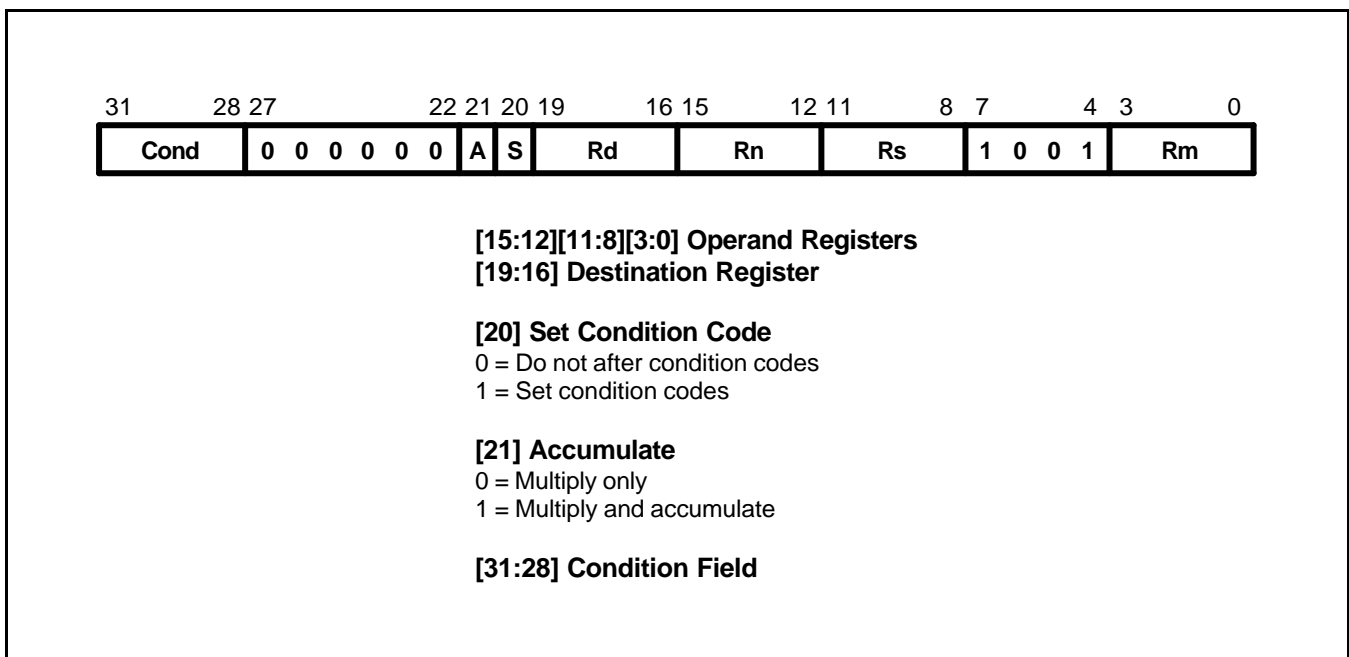 31 28 27 22 21 20 19 16 15 12 11 8 7 4 3 0
Cond 0 0 0 0 0 0 A S Rd Rn Rs 1 0 0 1 Rm
[15:12][11:8][3:0] Operand Registers
[19:16] Destination Register
[20] Set Condition Code
0 = Do not after condition codes
1 = Set condition codes
[21] Accumulate
0 = Multiply only
1 = Multiply and accumulate
[31:28] Condition Field